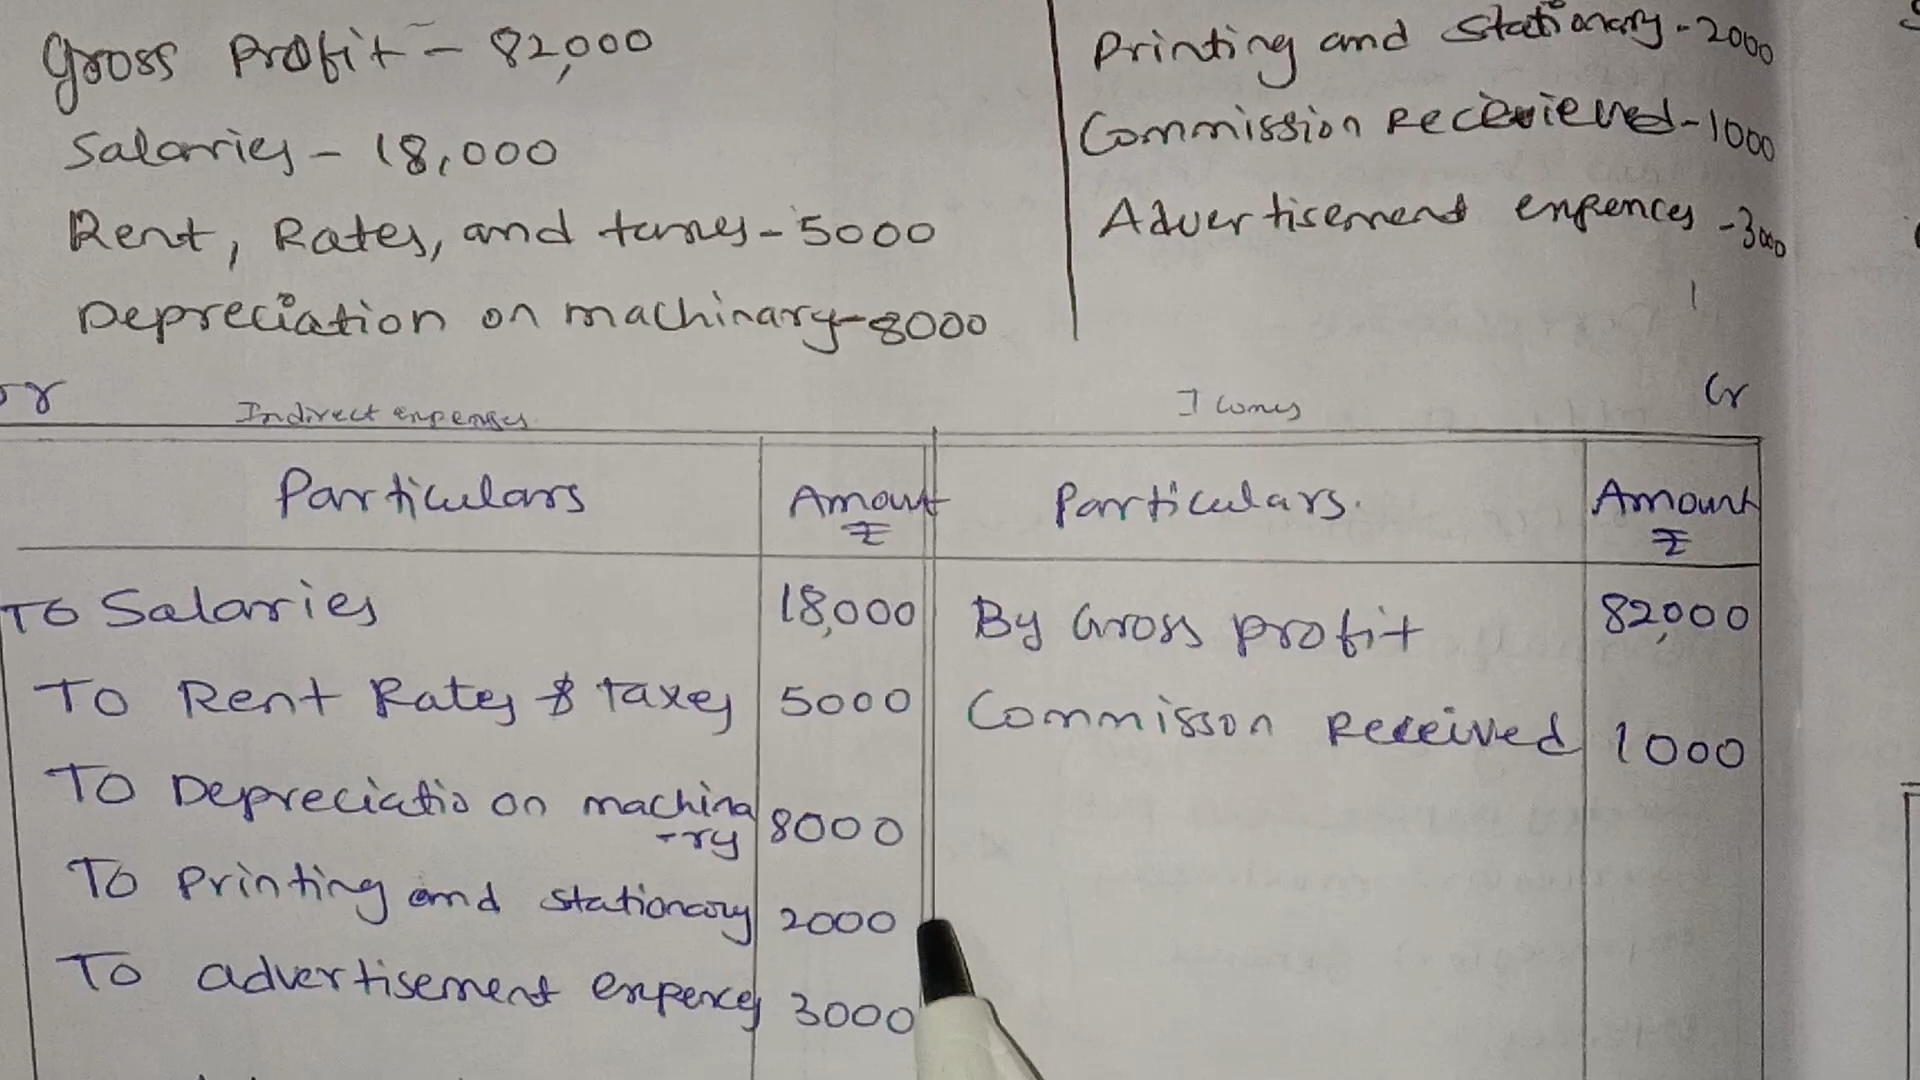 Gross Profit - 82,000
Salaries - 18,000
Rent, Rates, and taxes - 5000
Depreciation on machinary - 8000
Printing and stationary - 2000
Commission Received - 1000
Advertisement expences - 3000
Cr
Indirect expenses
Particulars Amount ₹ Particulars. Amount ₹
To Salaries 18,000 By Gross profit 82,000
To Rent Rates & taxes 5000 Commisson Received 1000
To Depreciatio on machina
-ry 8000
To Printing and stationary 2000
To advertisement expences 3000